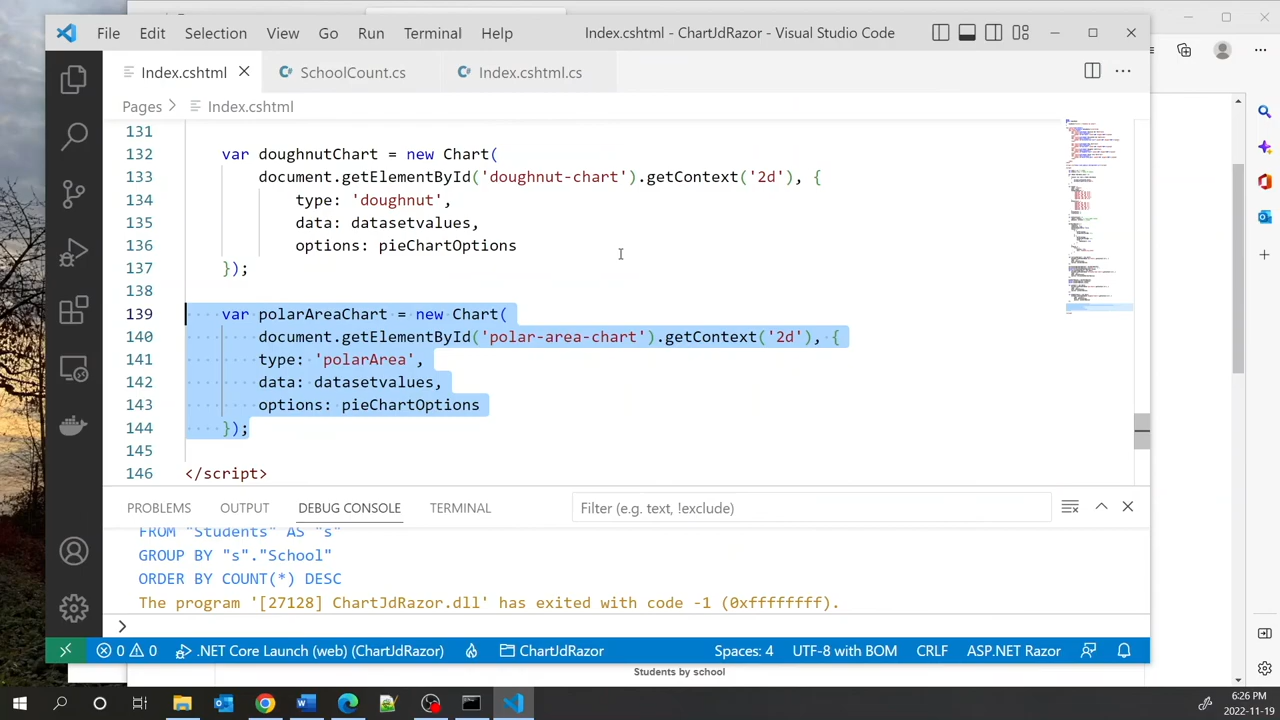 File Edit Selection View Go Run Terminal Help Index.cshtml - ChartJdRazor - Visual Studio Code
Index.cshtml SchoolCount.cs Index.cshtml.cs
Pages Index.cshtml
131
132 var doughnutChart = new Chart(
133 document.getElementById('doughnut-chart').getContext('2d'), {
134 type: 'doughnut',
135 data: datasetvalues,
136 options: pieChartOptions
137 });
138
139 var polarAreaChart = new Chart(
140 document.getElementById('polar-area-chart').getContext('2d'), {
141 type: 'polarArea',
142 data: datasetvalues,
143 options: pieChartOptions
144 });
145
146 </script>
PROBLEMS OUTPUT DEBUG CONSOLE TERMINAL Filter (e.g. text, !exclude)
FROM "Students" AS "s"
GROUP BY "s"."School"
ORDER BY COUNT(*) DESC
The program '[27128] ChartJdRazor.dll' has exited with code -1 (0xffffffff).
0 0 .NET Core Launch (web) (ChartJdRazor) ChartJdRazor Spaces: 4 UTF-8 with BOM CRLF ASP.NET Razor
Students by school
6:26 PM
2022-11-19